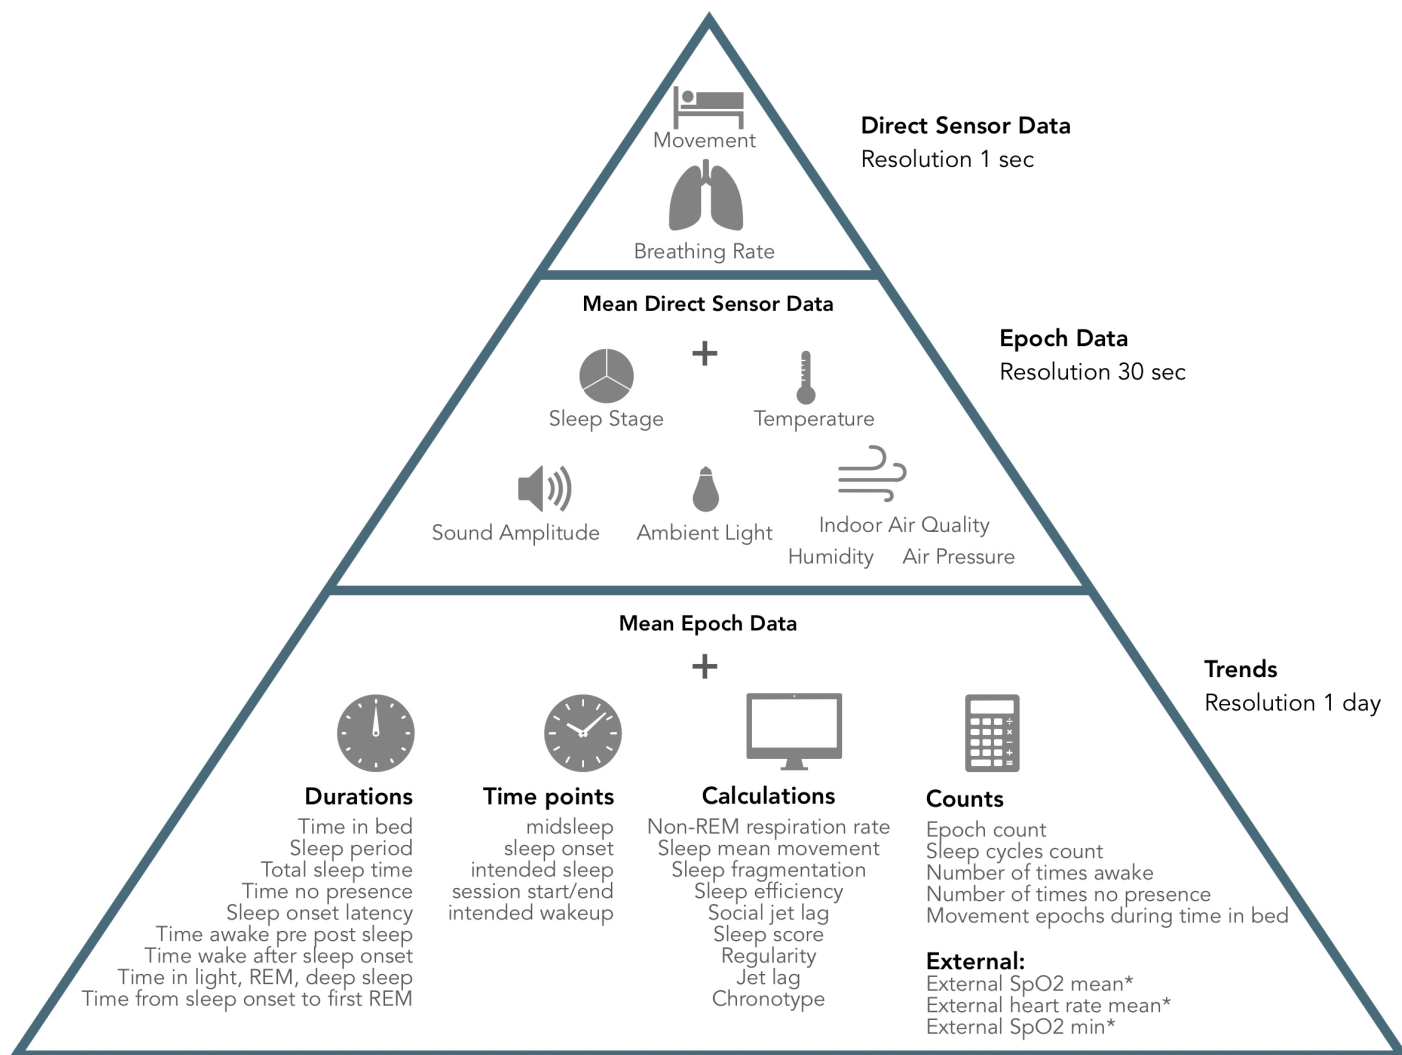 Movement
Breathing Rate
Direct Sensor Data
Resolution 1 sec
Mean Direct Sensor Data
+
Sleep Stage
Temperature
Sound Amplitude
Ambient Light
Indoor Air Quality
Humidity Air Pressure
Epoch Data
Resolution 30 sec
Mean Epoch Data
+
Trends
Resolution 1 day
Durations
Time in bed
Sleep period
Total sleep time
Time no presence
Sleep onset latency
Time awake pre post sleep
Time wake after sleep onset
Time in light, REM, deep sleep
Time from sleep onset to first REM
Time points
midsleep
sleep onset
intended sleep
session start/end
intended wakeup
Calculations
Non-REM respiration rate
Sleep mean movement
Sleep fragmentation
Sleep efficiency
Social jet lag
Sleep score
Regularity
Jet lag
Chronotype
Counts
Epoch count
Sleep cycles count
Number of times awake
Number of times no presence
Movement epochs during time in bed
External:
External SpO2 mean*
External heart rate mean*
External SpO2 min*